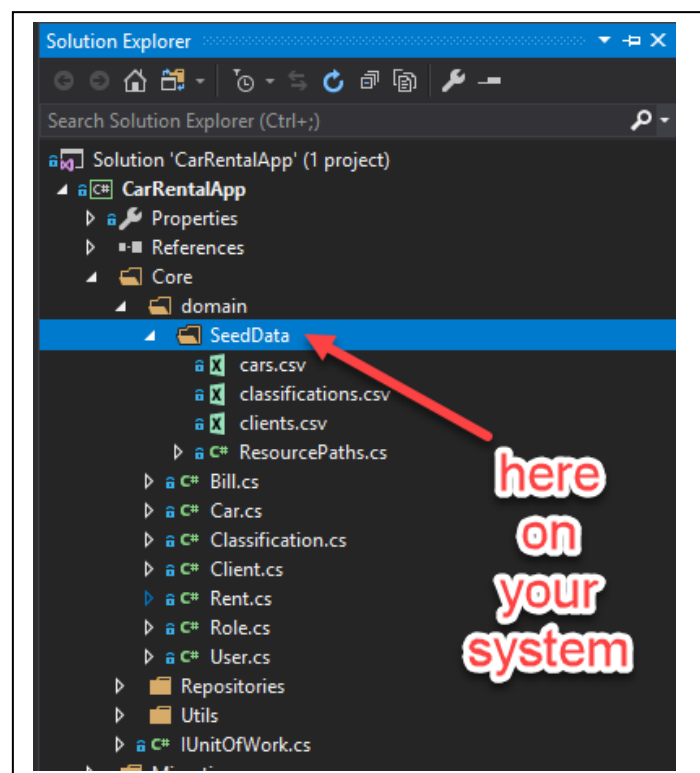 Solution Explorer
Search Solution Explorer (Ctrl+;)
Solution 'CarRentalApp' (1 project)
C# CarRentalApp
Properties
References
Core
domain
SeedData
cars.csv
classifications.csv
clients.csv
C# ResourcePaths.cs
C# Bill.cs
C# Car.cs
C# Classification.cs
C# Client.cs
C# Rent.cs
C# Role.cs
C# User.cs
Repositories
Utils
C# IUnitOfWork.cs
here
on
your
system